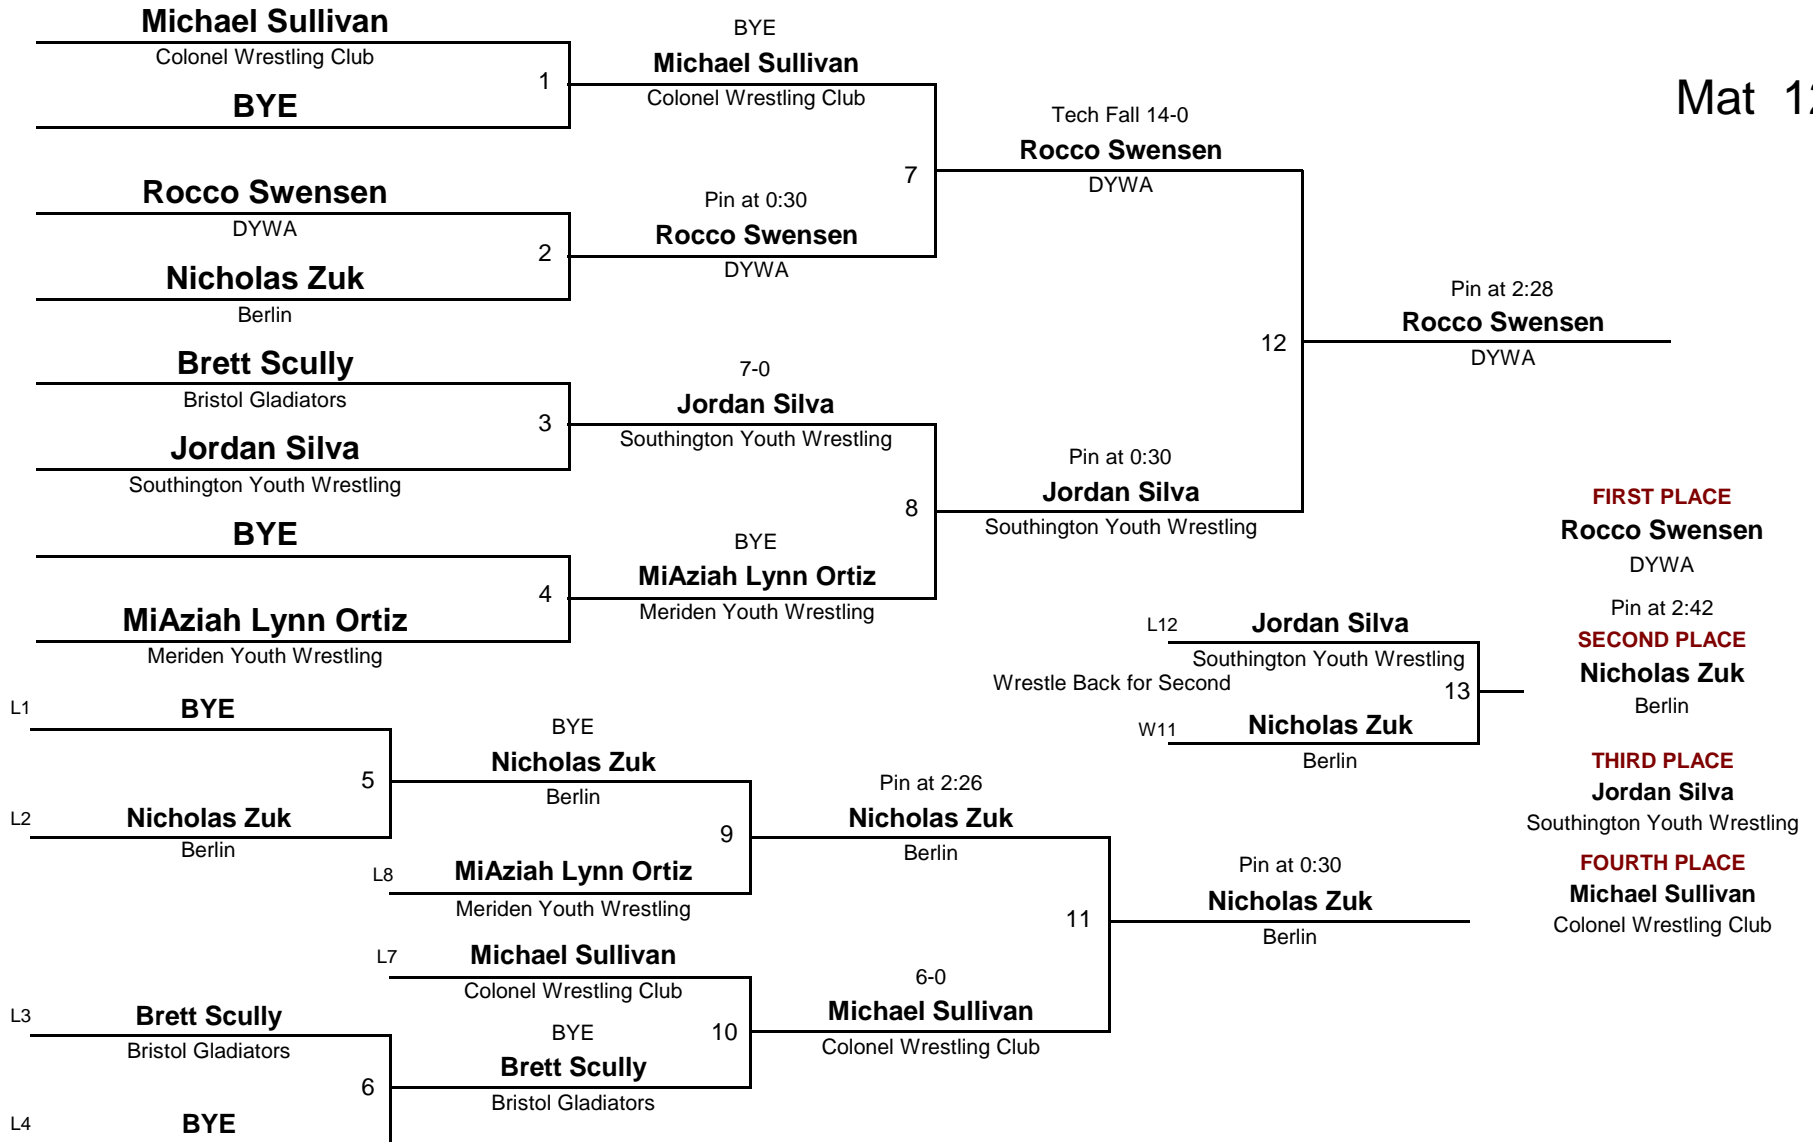 Michael Sullivan
Colonel Wrestling Club
1
BYE
BYE
Michael Sullivan
Colonel Wrestling Club
Mat 12
Rocco Swensen
DYWA
2
Nicholas Zuk
Berlin
Pin at 0:30
Rocco Swensen
DYWA
7
Tech Fall 14-0
Rocco Swensen
DYWA
Brett Scully
Bristol Gladiators
3
Jordan Silva
Southington Youth Wrestling
7-0
Jordan Silva
Southington Youth Wrestling
BYE
4
MiAziah Lynn Ortiz
Meriden Youth Wrestling
BYE
MiAziah Lynn Ortiz
Meriden Youth Wrestling
8
Pin at 0:30
Jordan Silva
Southington Youth Wrestling
12
Pin at 2:28
Rocco Swensen
DYWA
L1
BYE
5
L2
Nicholas Zuk
Berlin
BYE
Nicholas Zuk
Berlin
9
L8
MiAziah Lynn Ortiz
Meriden Youth Wrestling
Pin at 2:26
Nicholas Zuk
Berlin
L7
Michael Sullivan
Colonel Wrestling Club
L3
Brett Scully
Bristol Gladiators
6
L4
BYE
BYE
Brett Scully
Bristol Gladiators
10
6-0
Michael Sullivan
Colonel Wrestling Club
11
Pin at 0:30
Nicholas Zuk
Berlin
L12
Jordan Silva
Southington Youth Wrestling
Wrestle Back for Second
13
W11
Nicholas Zuk
Berlin
FIRST PLACE
Rocco Swensen
DYWA
Pin at 2:42
SECOND PLACE
Nicholas Zuk
Berlin
THIRD PLACE
Jordan Silva
Southington Youth Wrestling
FOURTH PLACE
Michael Sullivan
Colonel Wrestling Club